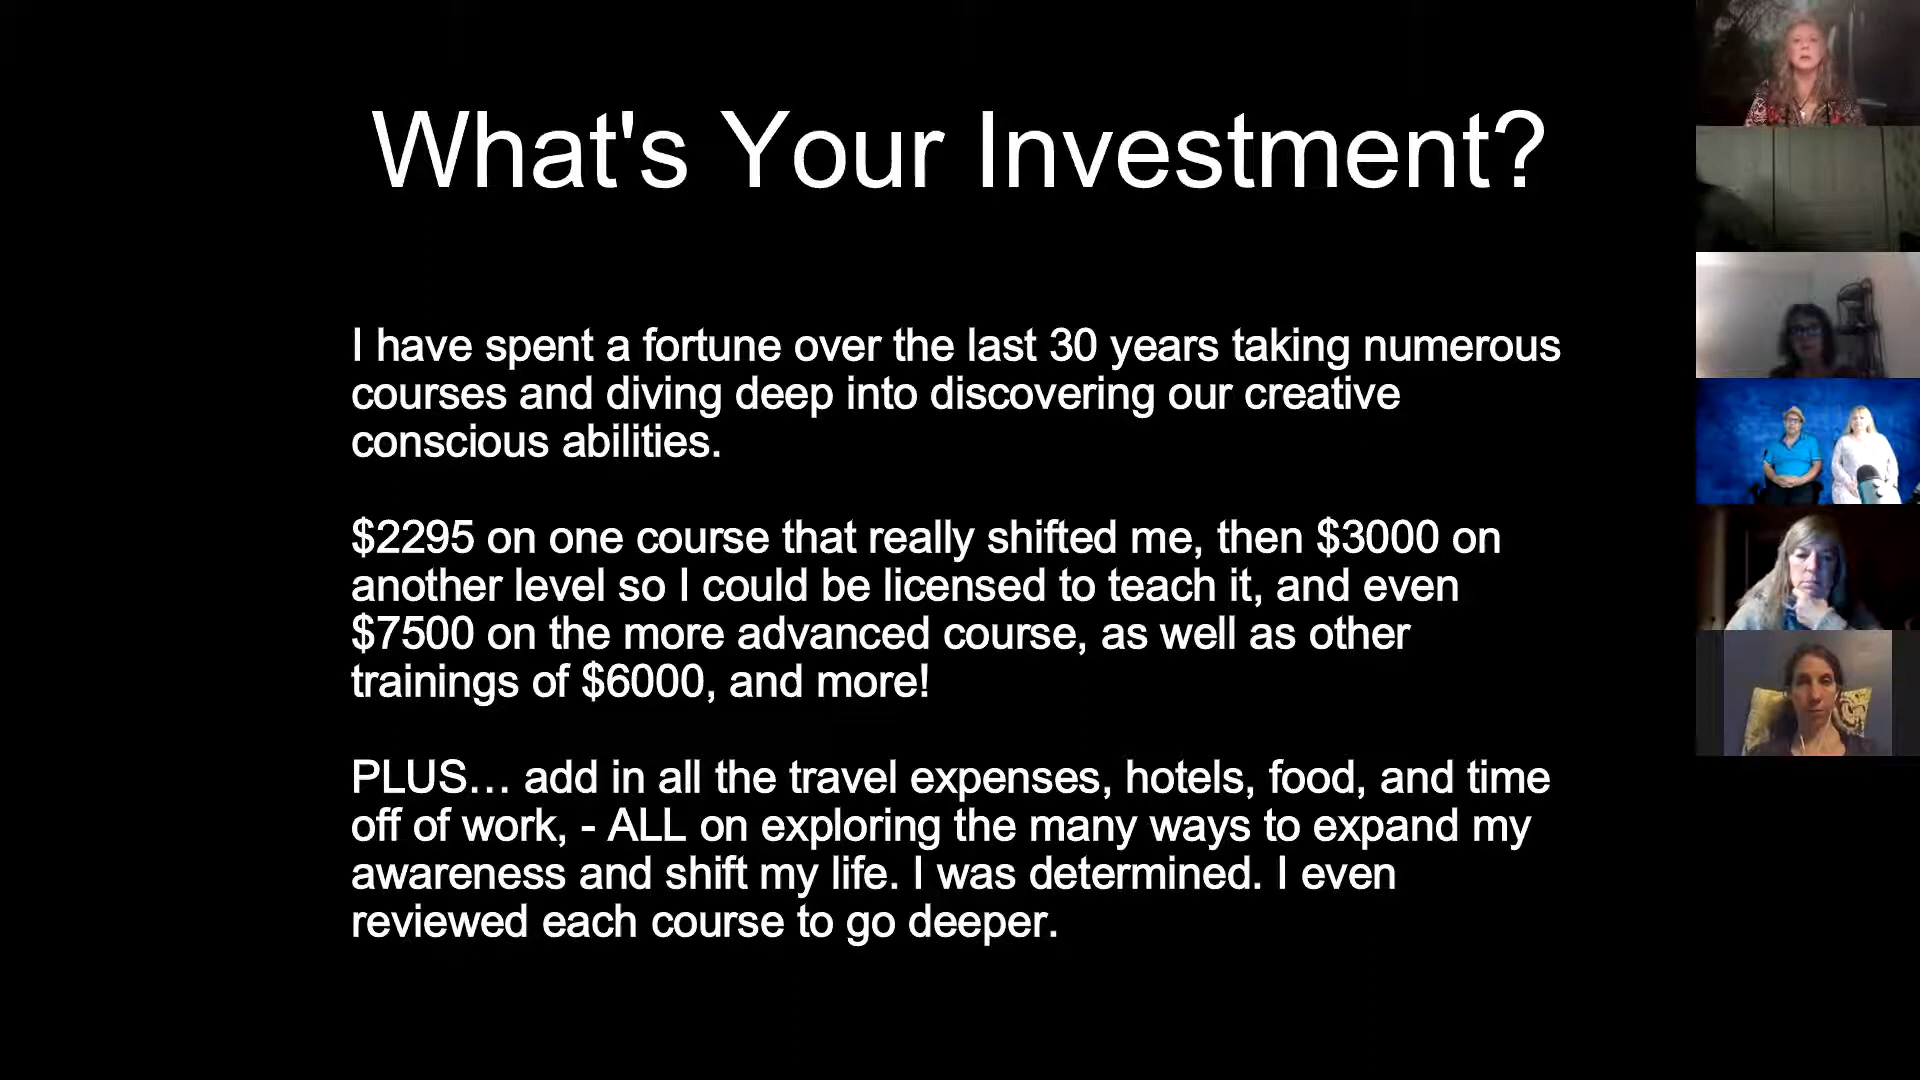 What's Your Investment?
I have spent a fortune over the last 30 years taking numerous
courses and diving deep into discovering our creative
conscious abilities.
$2295 on one course that really shifted me, then $3000 on
another level so I could be licensed to teach it, and even
$7500 on the more advanced course, as well as other
trainings of $6000, and more!
PLUS… add in all the travel expenses, hotels, food, and time
off of work, - ALL on exploring the many ways to expand my
awareness and shift my life. I was determined. I even
reviewed each course to go deeper.